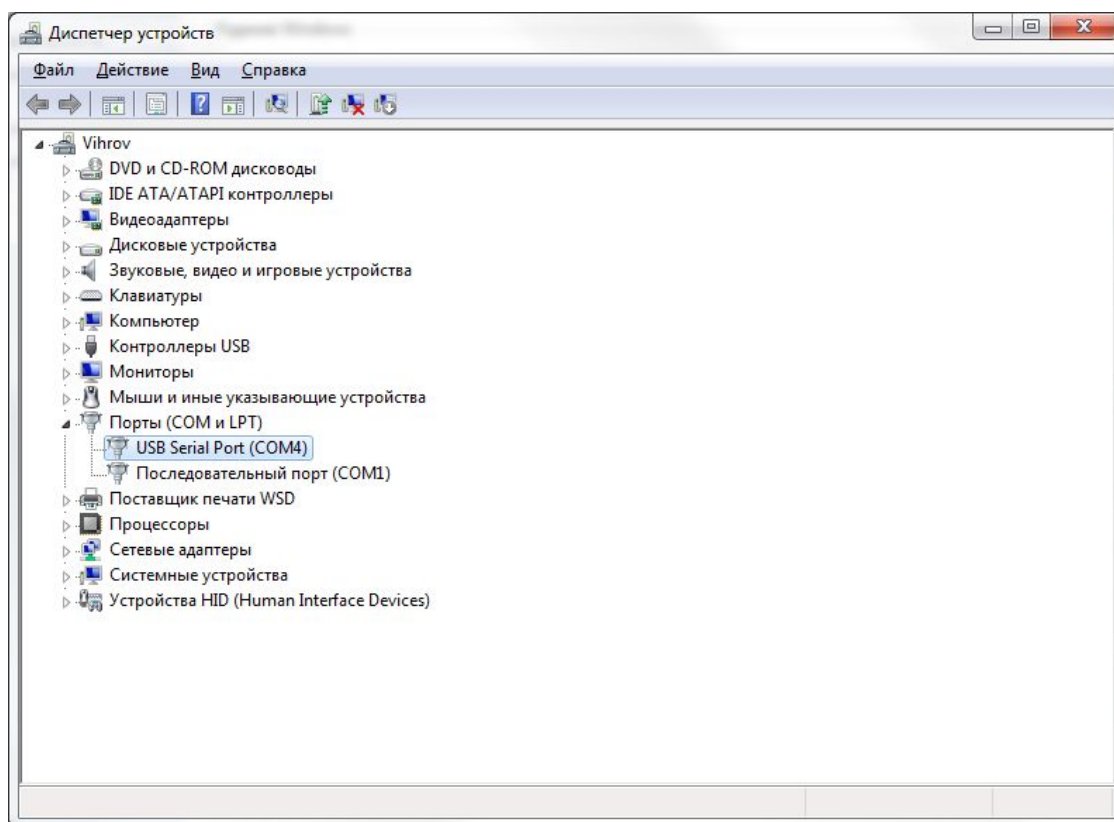 Диспетчер устройств
Файл Действие Вид Справка
Vihrov
DVD и CD-ROM дисководы
IDE ATA/ATAPI контроллеры
Видеоадаптеры
Дисковые устройства
Звуковые, видео и игровые устройства
Клавиатуры
Компьютер
Контроллеры USB
Мониторы
Мыши и иные указывающие устройства
Порты (COM и LPT)
USB Serial Port (COM4)
Последовательный порт (COM1)
Поставщик печати WSD
Процессоры
Сетевые адаптеры
Системные устройства
Устройства HID (Human Interface Devices)